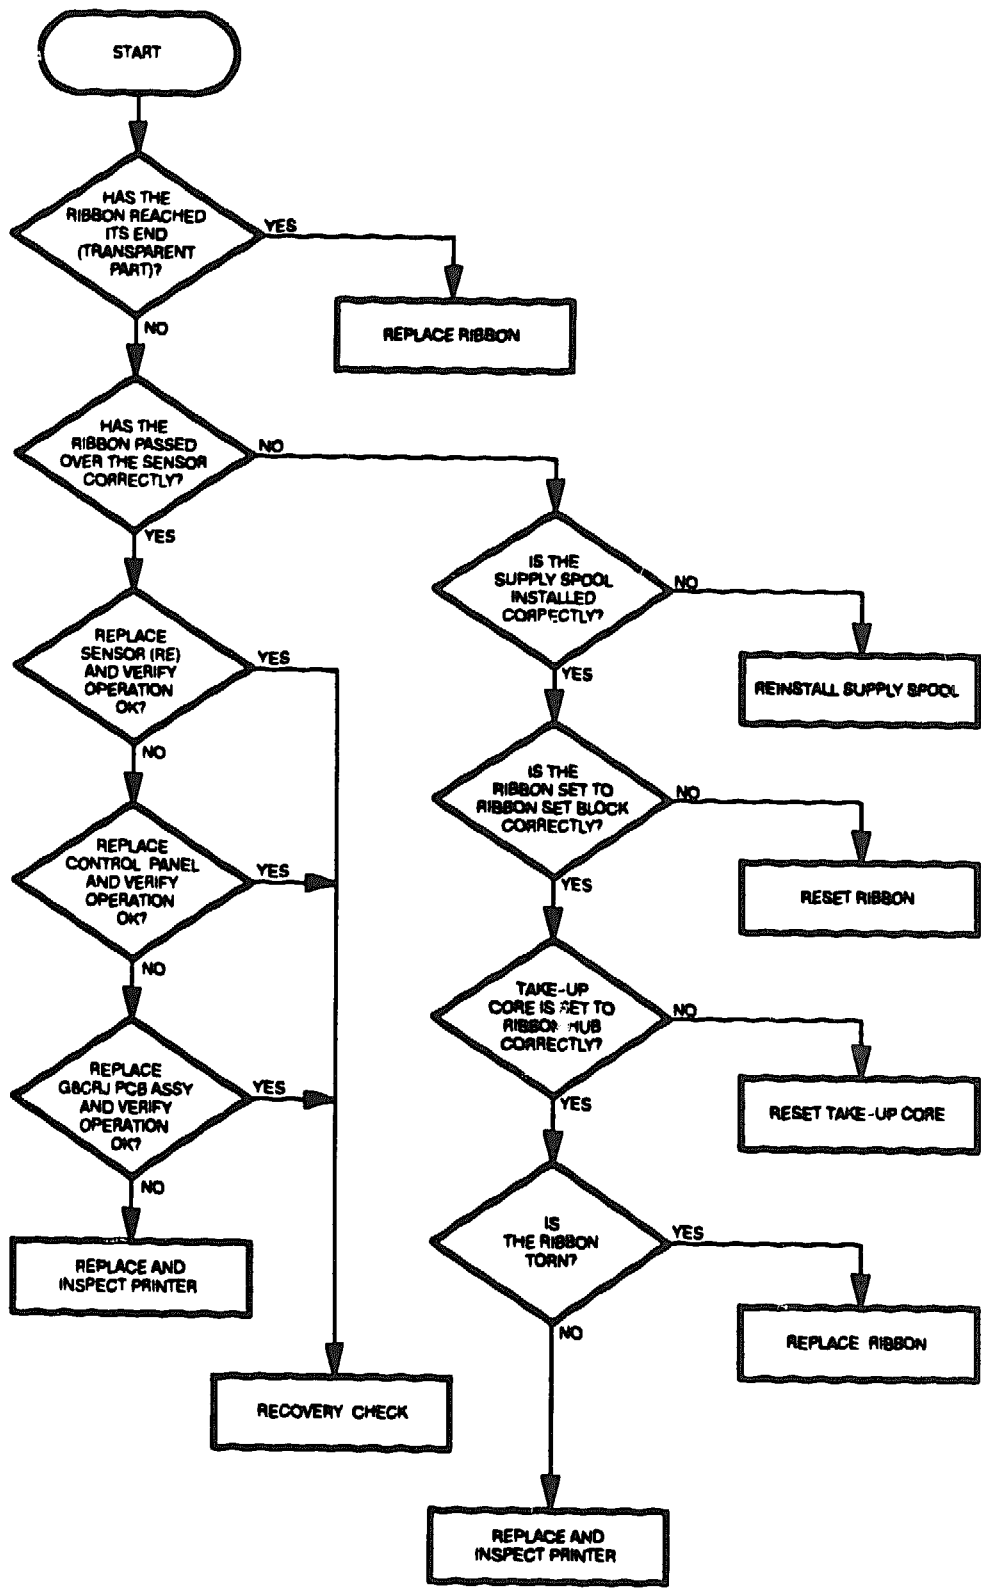 START
HAS THE
RIBBON REACHED
ITS END
(TRANSPARENT
PART)?
YES
REPLACE RIBBON
NO
HAS THE
RIBBON PASSED
OVER THE SENSOR
CORRECTLY?
NO
YES
IS THE
SUPPLY SPOOL
INSTALLED
CORRECTLY?
NO
REINSTALL SUPPLY SPOOL
YES
REPLACE
SENSOR (RE)
AND VERIFY
OPERATION
OK?
YES
NO
IS THE
RIBBON SET TO
RIBBON SET BLOCK
CORRECTLY?
NO
RESET RIBBON
YES
REPLACE
CONTROL PANEL
AND VERIFY
OPERATION
OK?
YES
NO
TAKE-UP
CORE IS SET TO
RIBBON HUB
CORRECTLY?
NO
RESET TAKE-UP CORE
YES
REPLACE
G8CRJ PCB ASSY
AND VERIFY
OPERATION
OK?
YES
NO
REPLACE AND
INSPECT PRINTER
IS
THE RIBBON
TORN?
YES
REPLACE RIBBON
NO
RECOVERY CHECK
REPLACE AND
INSPECT PRINTER